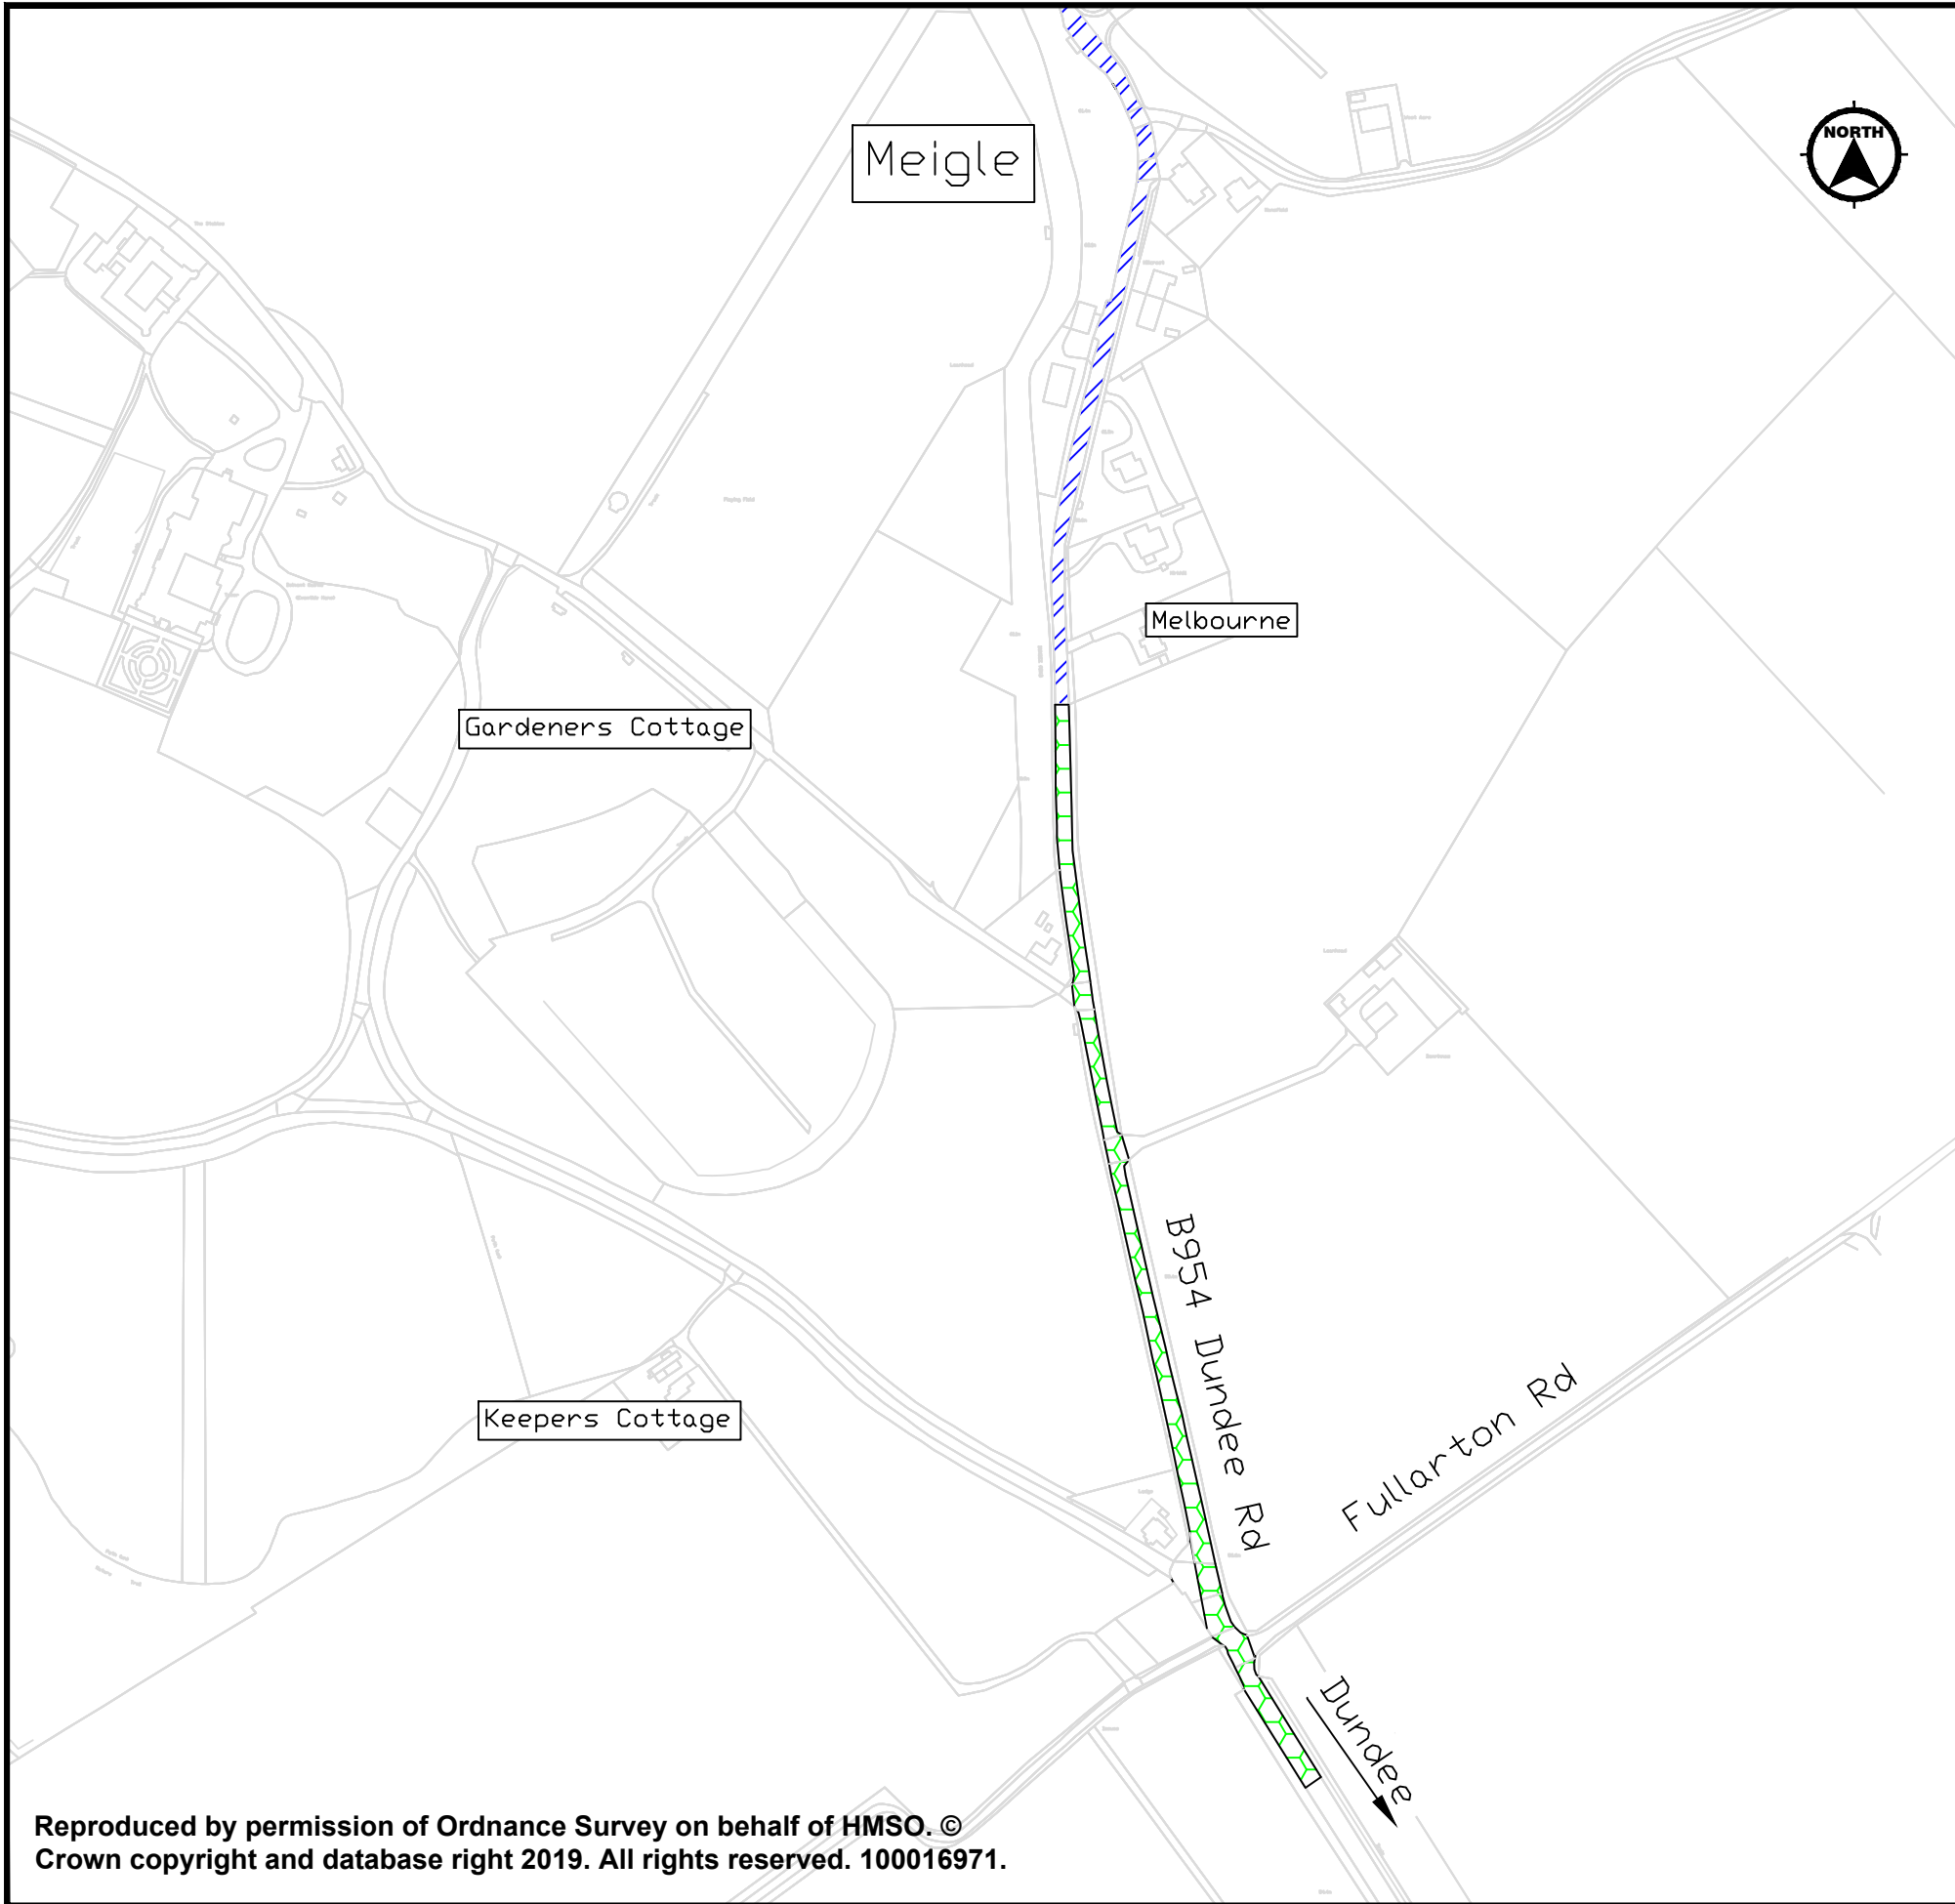 NORTH
Meigle
Melbourne
Gardeners Cottage
B954 Dundee Rd
Fullarton Rd
Keepers Cottage
Dundee
Reproduced by permission of Ordnance Survey on behalf of HMSO. ©
Crown copyright and database right 2019. All rights reserved. 100016971.